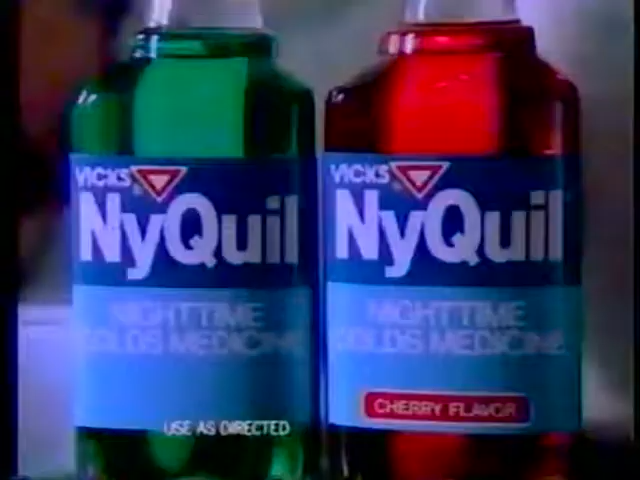 VICKS
NyQuil
NIGHTTIME
COLDS MEDICINE
USE AS DIRECTED
VICKS
NyQuil
NIGHTTIME
COLDS MEDICINE
CHERRY FLAVOR